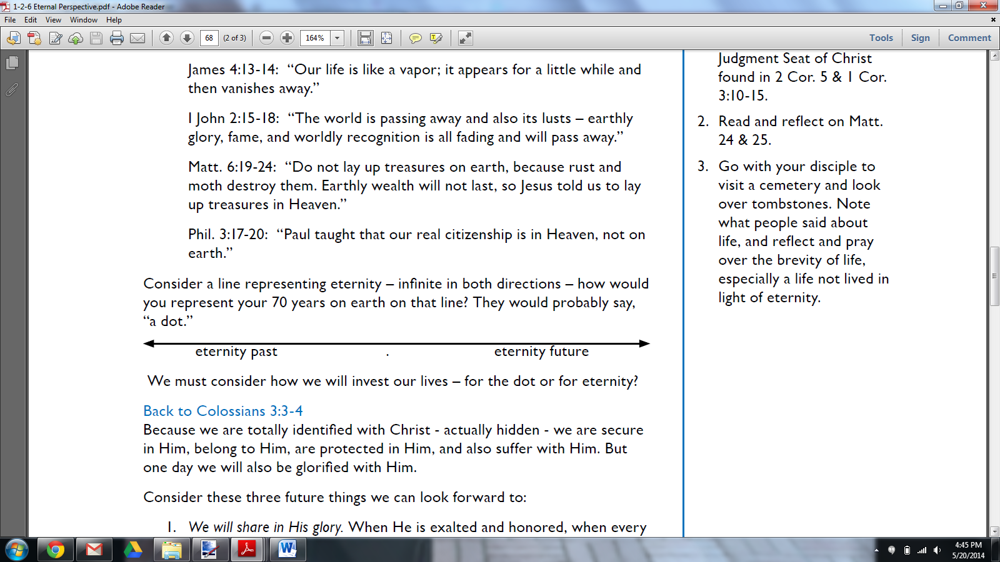 1-2-6 Eternal Perspective.pdf - Adobe Reader
File Edit View Window Help
68 (2 of 3) 164% Tools Sign Comment
James 4:13-14: “Our life is like a vapor; it appears for a little while and
then vanishes away.”
I John 2:15-18: “The world is passing away and also its lusts – earthly
glory, fame, and worldly recognition is all fading and will pass away.”
Matt. 6:19-24: “Do not lay up treasures on earth, because rust and
moth destroy them. Earthly wealth will not last, so Jesus told us to lay
up treasures in Heaven.”
Phil. 3:17-20: “Paul taught that our real citizenship is in Heaven, not on
earth.”
Consider a line representing eternity – infinite in both directions – how would
you represent your 70 years on earth on that line? They would probably say,
“a dot.”
eternity past . eternity future
We must consider how we will invest our lives – for the dot or for eternity?
Back to Colossians 3:3-4
Because we are totally identified with Christ - actually hidden - we are secure
in Him, belong to Him, are protected in Him, and also suffer with Him. But
one day we will also be glorified with Him.
Consider these three future things we can look forward to:
1. We will share in His glory. When He is exalted and honored, when every
Judgment Seat of Christ
found in 2 Cor. 5 & 1 Cor.
3:10-15.
2. Read and reflect on Matt.
24 & 25.
3. Go with your disciple to
visit a cemetery and look
over tombstones. Note
what people said about
life, and reflect and pray
over the brevity of life,
especially a life not lived in
light of eternity.
4:45 PM
5/20/2014